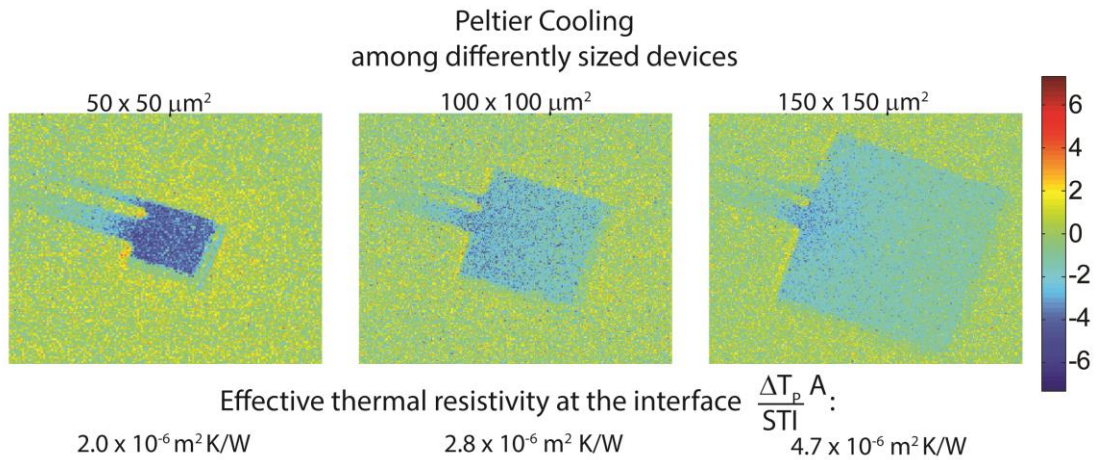 Peltier Cooling
among differently sized devices
50 x 50 μm²
100 x 100 μm²
150 x 150 μm²
6
4
2
0
-2
-4
-6
Effective thermal resistivity at the interface ΔTₚ/STI A:
2.0 x 10⁻⁶ m² K/W
2.8 x 10⁻⁶ m² K/W
4.7 x 10⁻⁶ m² K/W